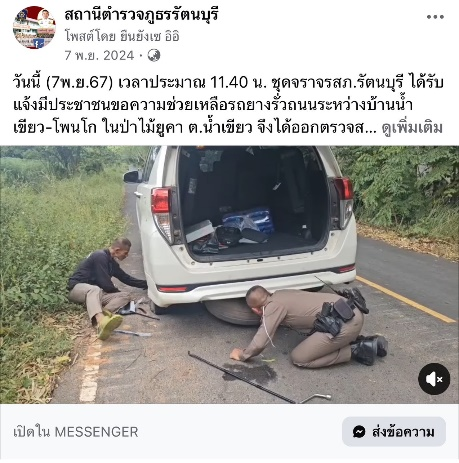 สถานีตำรวจภูธรรัตนบุรี
โพสต์โดย ยืนยังเซ อิอิ
7 พ.ย. 2024 ·
วันนี้ (7พ.ย.67) เวลาประมาณ 11.40 น. ชุดจราจรสภ.รัตนบุรี ได้รับ
แจ้งมีประชาชนขอความช่วยเหลือรถยางรั่วถนนระหว่างบ้านน้ำ
เขียว-โพนโก ในป่าไม้ยูคา ต.น้ำเขียว จึงได้ออกตรวจส... ดูเพิ่มเติม
เปิดใน MESSENGER
ส่งข้อความ